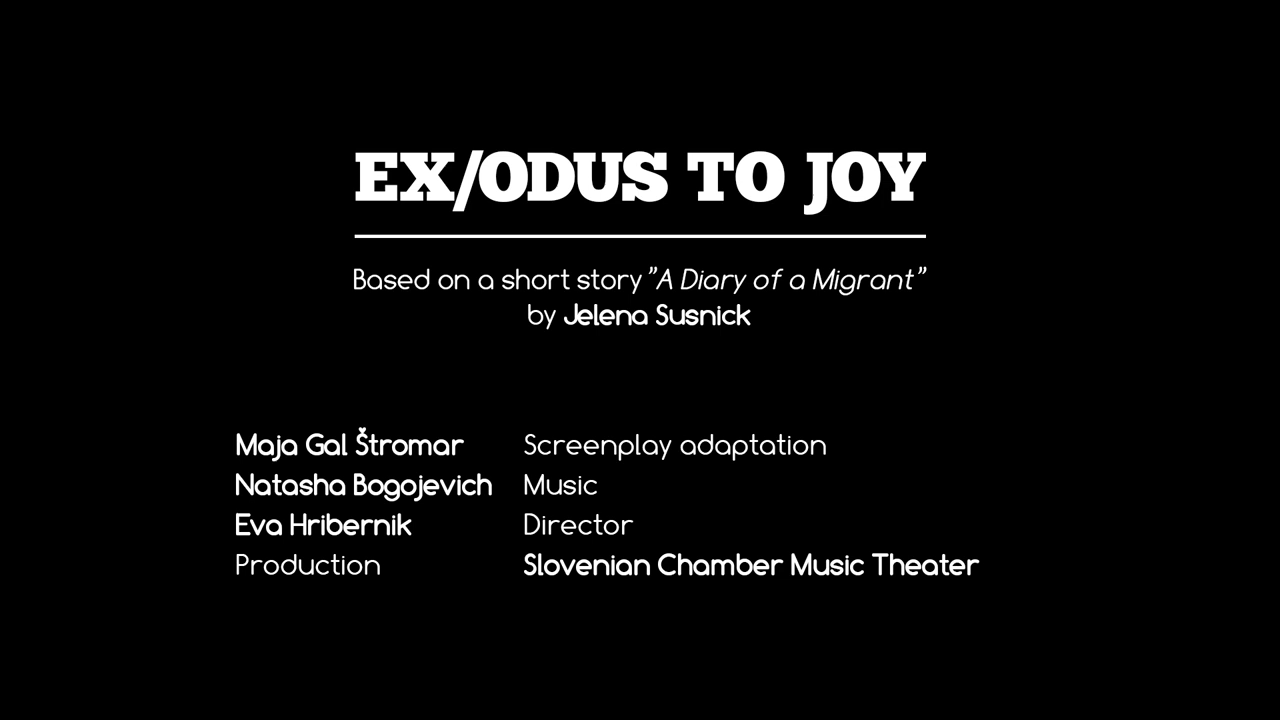 EX/ODUS TO JOY
Based on a short story ”A Diary of a Migrant”
by Jelena Susnick
Maja Gal Štromar Screenplay adaptation
Natasha Bogojevich Music
Eva Hribernik Director
Production Slovenian Chamber Music Theater